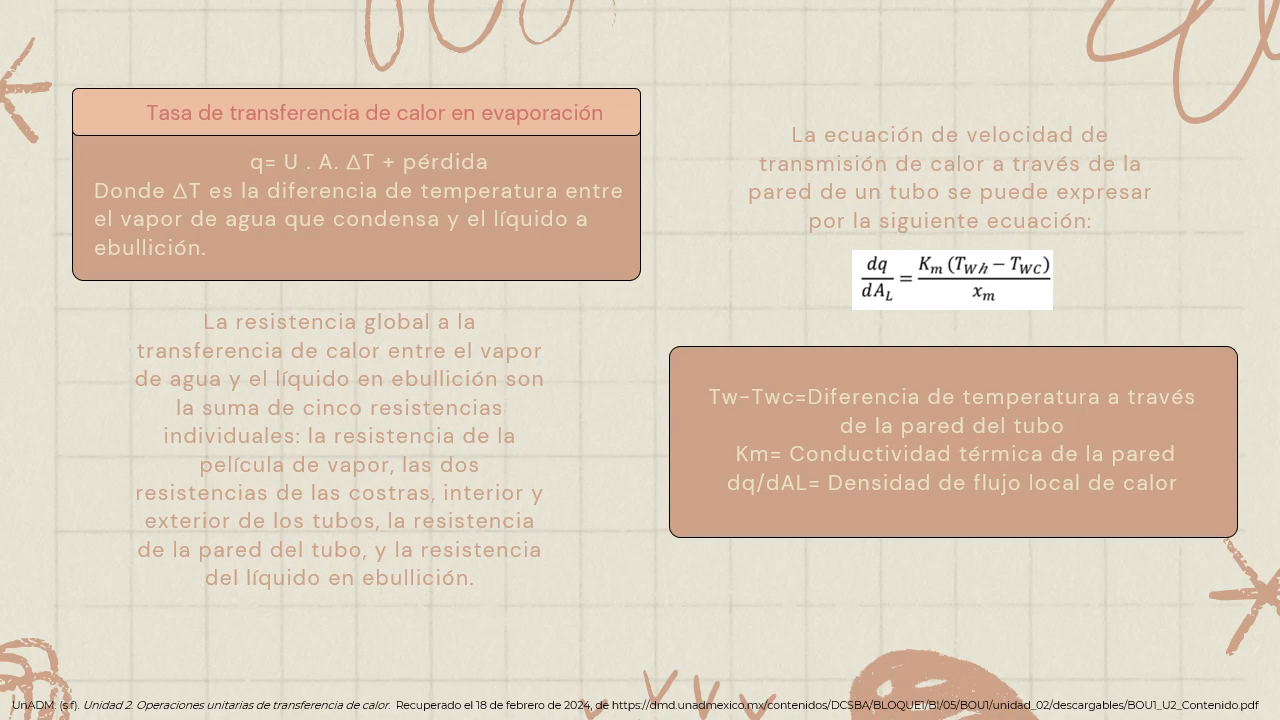 Tasa de transferencia de calor en evaporación
q= U . A. ΔT + pérdida
Donde ΔT es la diferencia de temperatura entre
el vapor de agua que condensa y el líquido a
ebullición.
La resistencia global a la
transferencia de calor entre el vapor
de agua y el líquido en ebullición son
la suma de cinco resistencias
individuales: la resistencia de la
película de vapor, las dos
resistencias de las costras, interior y
exterior de los tubos, la resistencia
de la pared del tubo, y la resistencia
del líquido en ebullición.
La ecuación de velocidad de
transmisión de calor a través de la
pared de un tubo se puede expresar
por la siguiente ecuación:
dq/dA_L = K_m (T_Wh − T_WC)/x_m
Tw-Twc=Diferencia de temperatura a través
de la pared del tubo
Km= Conductividad térmica de la pared
dq/dAL= Densidad de flujo local de calor
UnADM. (s.f). Unidad 2. Operaciones unitarias de transferencia de calor. Recuperado el 18 de febrero de 2024, de https://dmd.unadmexico.mx/contenidos/DCSBA/BLOQUE1/BI/05/BOU1/unidad_02/descargables/BOU1_U2_Contenido.pdf